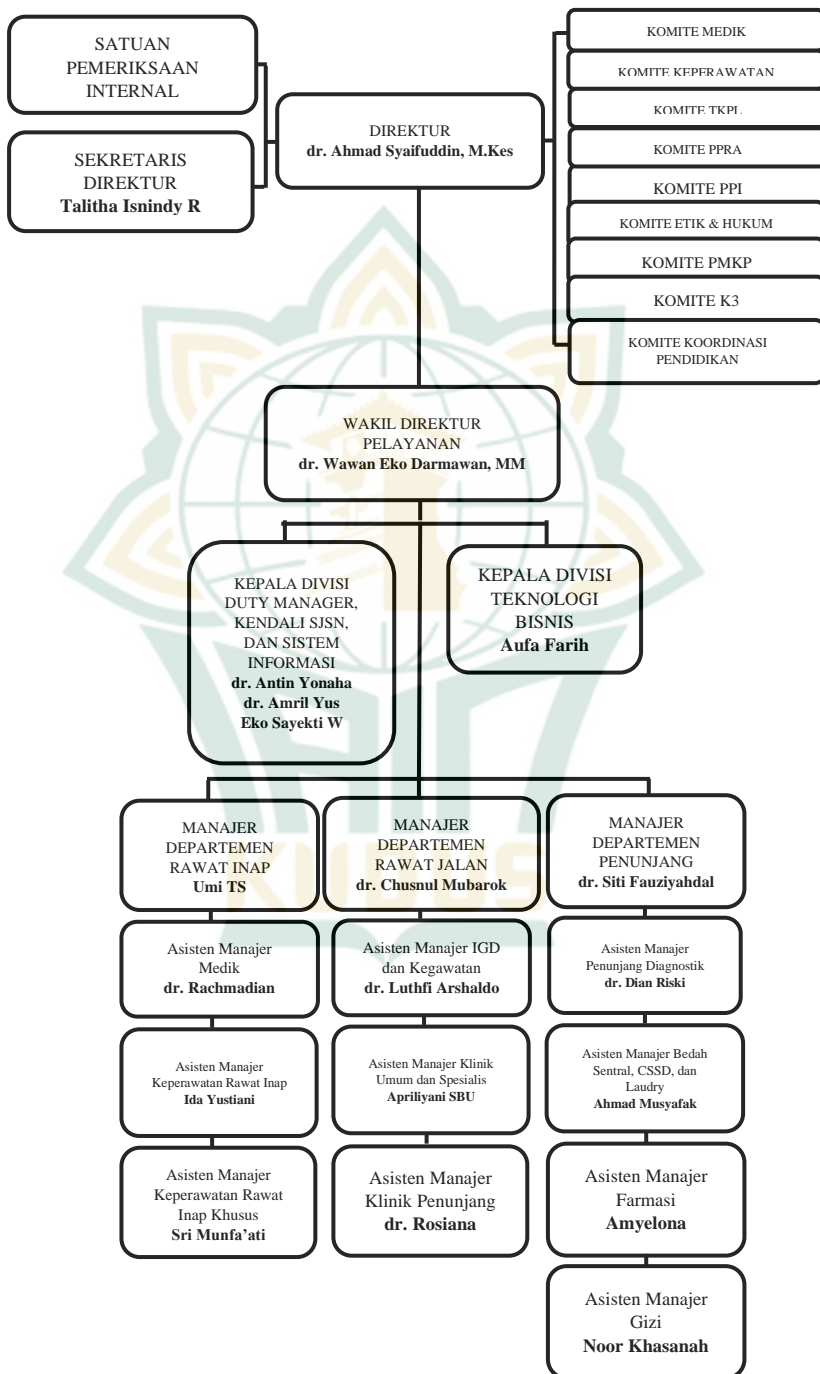 SATUAN
PEMERIKSAAN
INTERNAL
SEKRETARIS
DIREKTUR
Talitha Isnindy R
DIREKTUR
dr. Ahmad Syaifuddin, M.Kes
KOMITE MEDIK
KOMITE KEPERAWATAN
KOMITE TKPL
KOMITE PPRA
KOMITE PPI
KOMITE ETIK & HUKUM
KOMITE PMKP
KOMITE K3
KOMITE KOORDINASI
PENDIDIKAN
WAKIL DIREKTUR
PELAYANAN
dr. Wawan Eko Darmawan, MM
KEPALA DIVISI
DUTY MANAGER,
KENDALI SJSN,
DAN SISTEM
INFORMASI
dr. Antin Yonaha
dr. Amril Yus
Eko Sayekti W
KEPALA DIVISI
TEKNOLOGI
BISNIS
Aufa Farih
MANAJER
DEPARTEMEN
RAWAT INAP
Umi TS
Asisten Manajer
Medik
dr. Rachmadian
Asisten Manajer
Keperawatan Rawat Inap
Ida Yustiani
Asisten Manajer
Keperawatan Rawat
Inap Khusus
Sri Munfa’ati
MANAJER
DEPARTEMEN
RAWAT JALAN
dr. Chusnul Mubarok
Asisten Manajer IGD
dan Kegawatan
dr. Luthfi Arshaldo
Asisten Manajer Klinik
Umum dan Spesialis
Apriliyani SBU
Asisten Manajer
Klinik Penunjang
dr. Rosiana
MANAJER
DEPARTEMEN
PENUNJANG
dr. Siti Fauziyahdal
Asisten Manajer
Penunjang Diagnostik
dr. Dian Riski
Asisten Manajer Bedah
Sentral, CSSD, dan
Laudry
Ahmad Musyafak
Asisten Manajer
Farmasi
Amyelona
Asisten Manajer
Gizi
Noor Khasanah
KUDUS